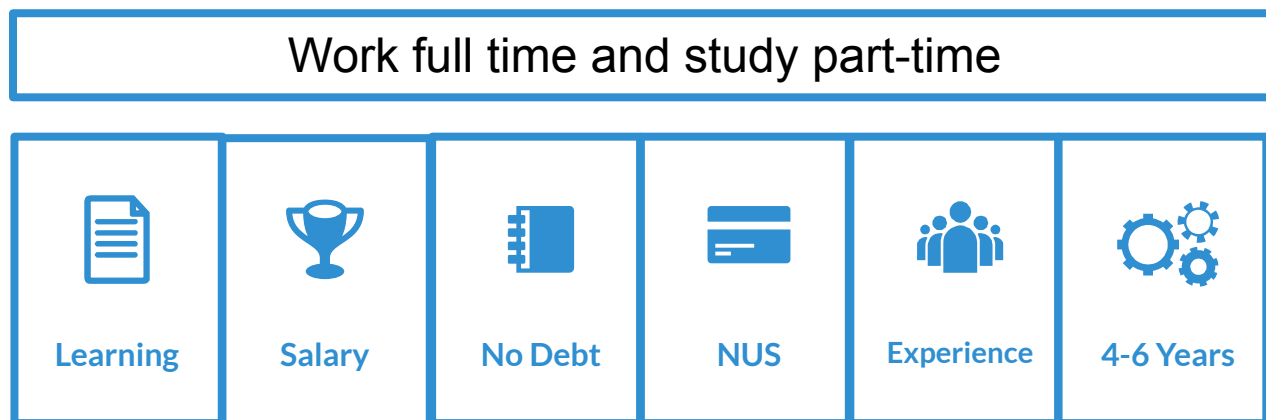 Work full time and study part-time
Learning
Salary
No Debt
NUS
Experience
4-6 Years